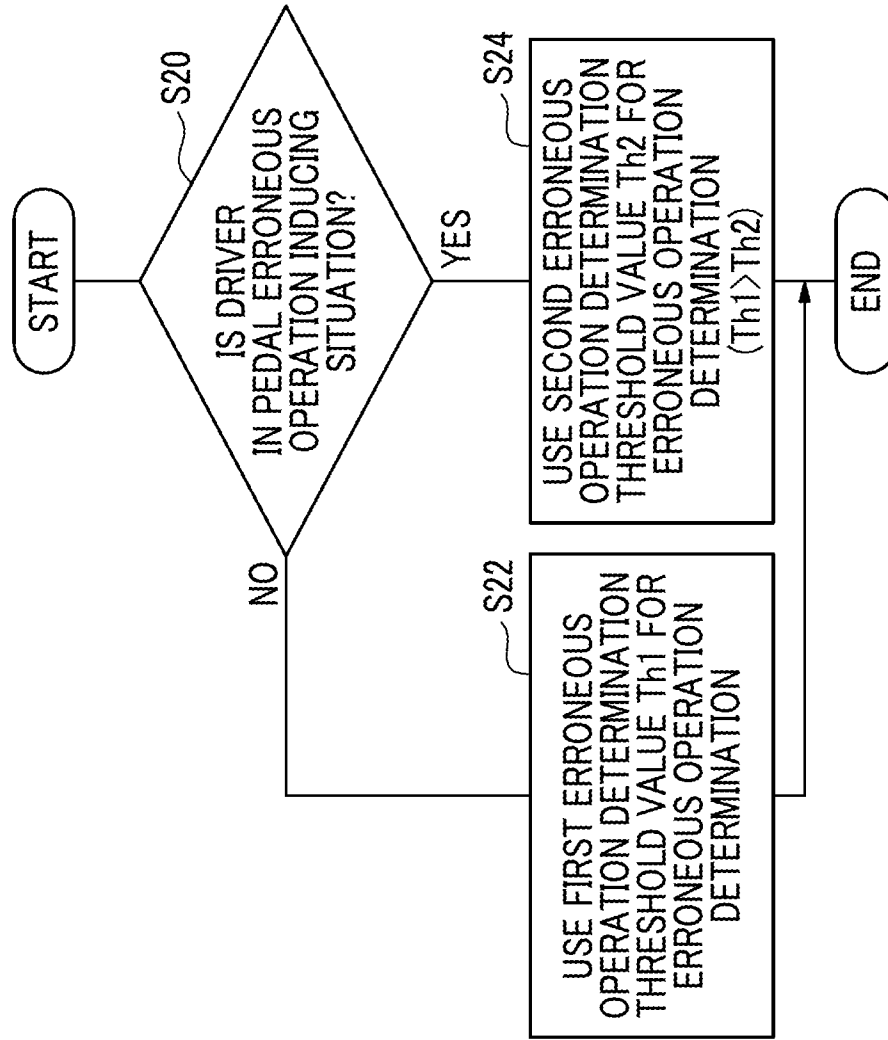 START
S20
IS DRIVER
IN PEDAL ERRONEOUS
OPERATION INDUCING
SITUATION?
NO
YES
S22
USE FIRST ERRONEOUS
OPERATION DETERMINATION
THRESHOLD VALUE Th1 FOR
ERRONEOUS OPERATION
DETERMINATION
S24
USE SECOND ERRONEOUS
OPERATION DETERMINATION
THRESHOLD VALUE Th2 FOR
ERRONEOUS OPERATION
DETERMINATION
(Th1>Th2)
END